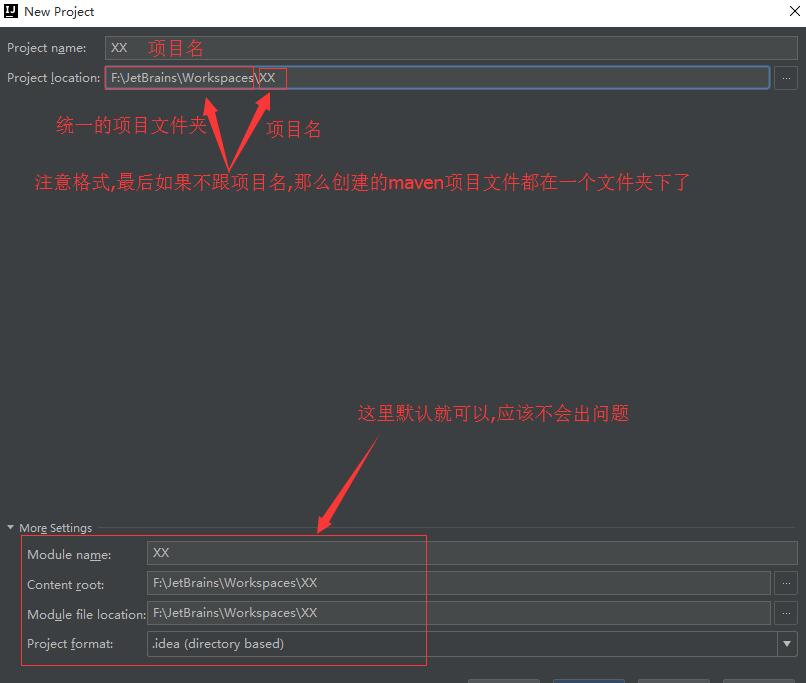 New Project
Project name: XX 项目名
Project location: F:\JetBrains\Workspaces\XX ...
统一的项目文件夹 项目名
注意格式,最后如果不跟项目名,那么创建的maven项目文件都在一个文件夹下了
这里默认就可以,应该不会出问题
More Settings
Module name: XX
Content root: F:\JetBrains\Workspaces\XX ...
Module file location: F:\JetBrains\Workspaces\XX ...
Project format: .idea (directory based)